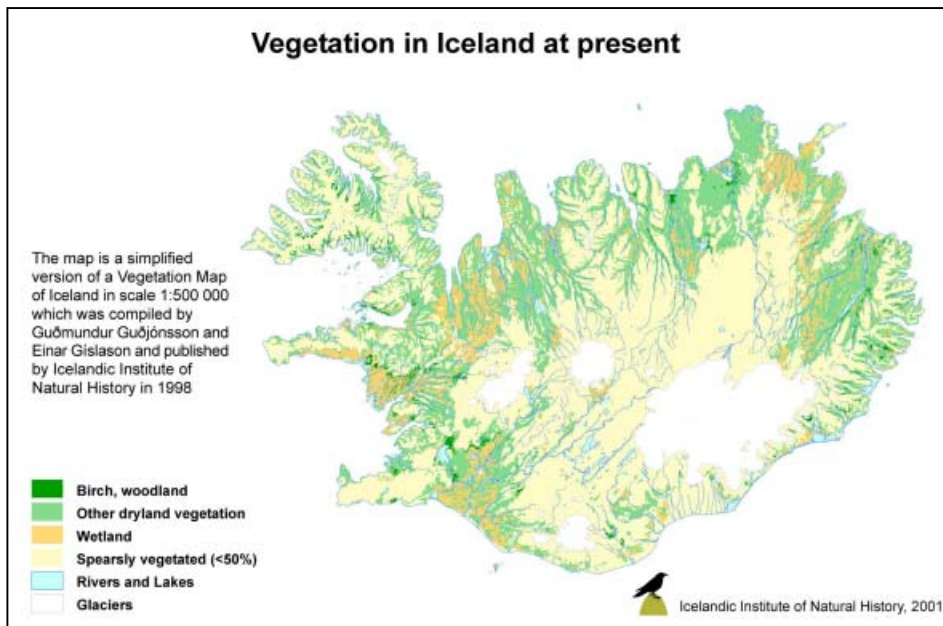 Vegetation in Iceland at present
The map is a simplified
version of a Vegetation Map
of Iceland in scale 1:500 000
which was compiled by
Guðmundur Guðjónsson and
Einar Gíslason and published
by Icelandic Institute of
Natural History in 1998
Birch, woodland
Other dryland vegetation
Wetland
Spearsly vegetated (<50%)
Rivers and Lakes
Glaciers
Icelandic Institute of Natural History, 2001